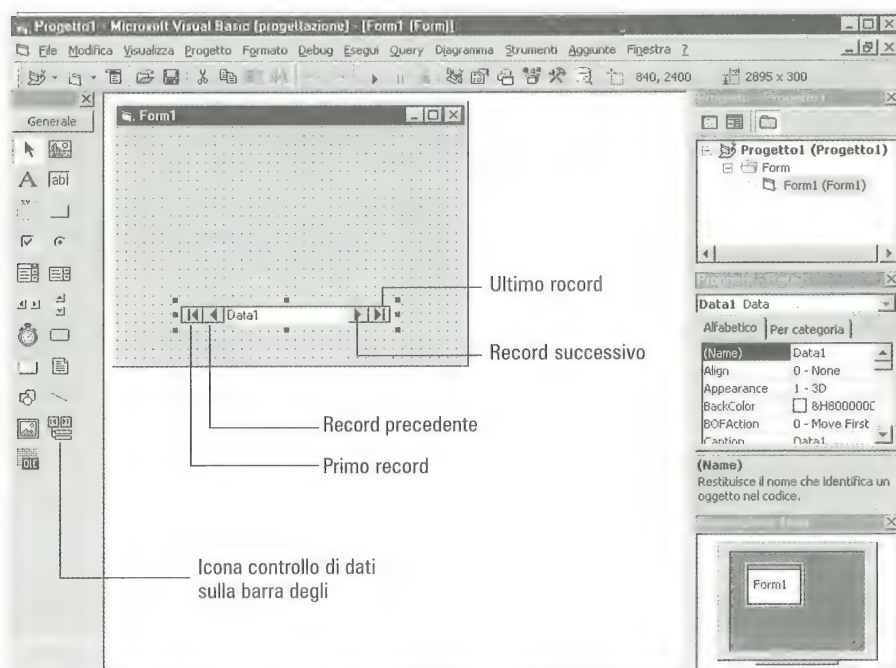 Progetto1 - Microsoft Visual Basic [progettazione] - [Form1 (Form)]
File Modifica Visualizza Progetto Formato Debug Esegui Query Diagramma Strumenti Aggiunte Finestra ?
840, 2400 2895 x 300
Generale
Form1
Data1
Ultimo rocord
Record successivo
Record precedente
Primo record
Icona controllo di dati
sulla barra degli
Progetto1 (Progetto1)
Form
Form1 (Form1)
Data1 Data
Alfabetico Per categoria
(Name) Data1
Align 0 - None
Appearance 1 - 3D
BackColor &H800000
BOFAction 0 - Move First
Caption Data1
(Name)
Restituisce il nome che identifica un
oggetto nel codice.
Form1